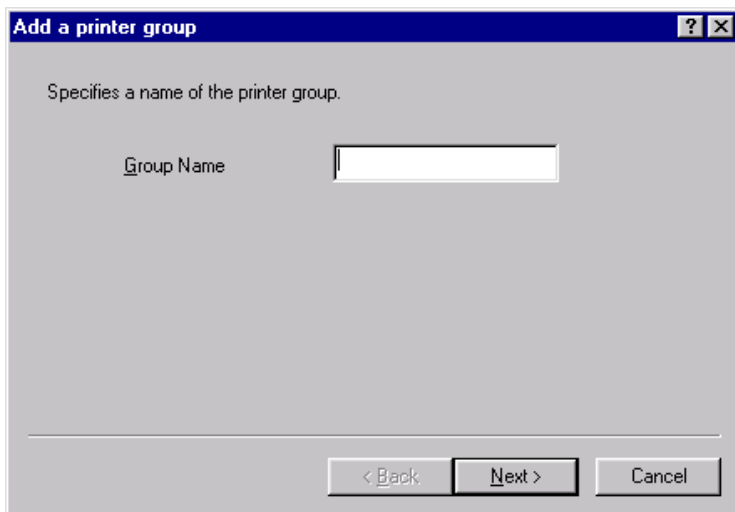 Add a printer group
Specifies a name of the printer group.
Group Name
< Back
Next >
Cancel